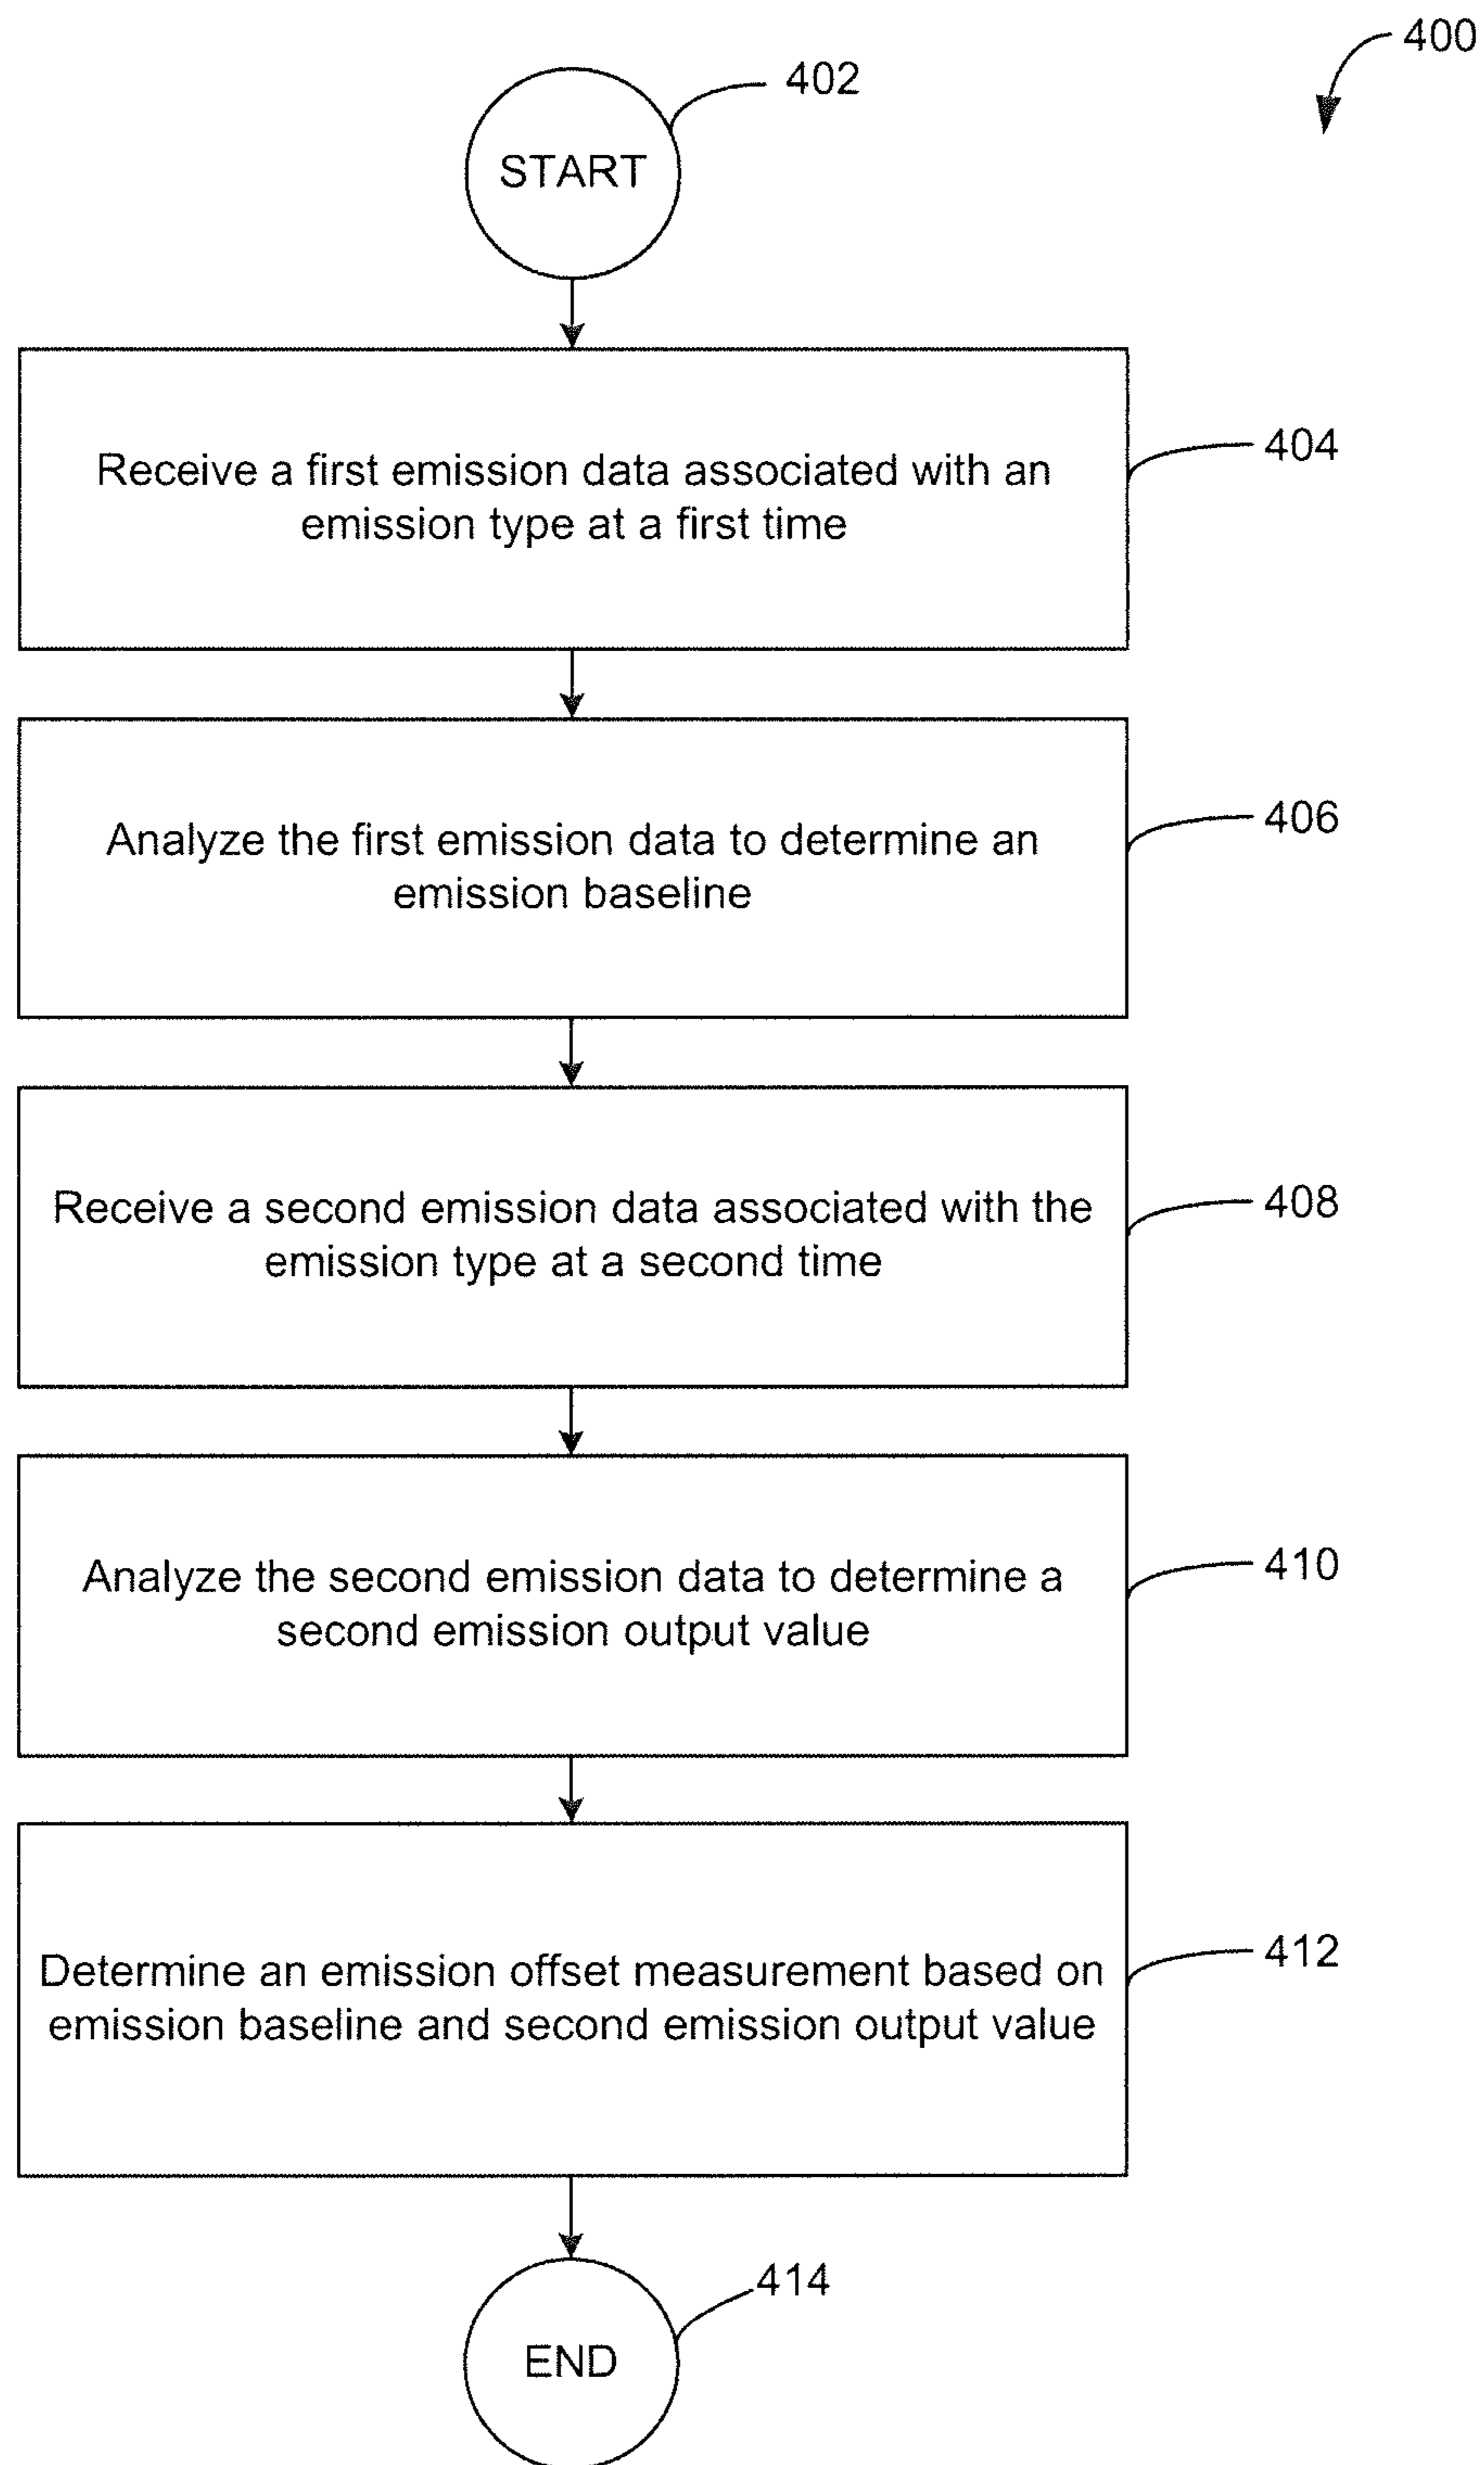 400
402
START
Receive a first emission data associated with an
emission type at a first time
404
Analyze the first emission data to determine an
emission baseline
406
Receive a second emission data associated with the
emission type at a second time
408
Analyze the second emission data to determine a
second emission output value
410
Determine an emission offset measurement based on
emission baseline and second emission output value
412
414
END